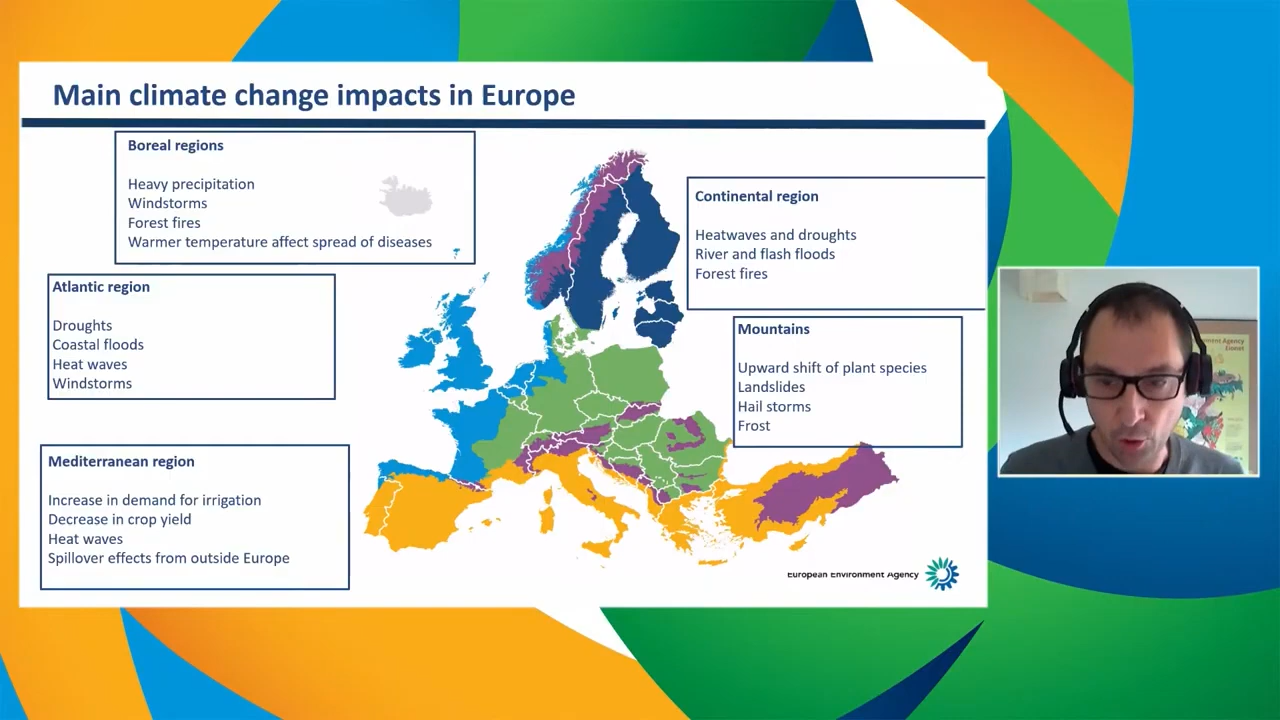 Main climate change impacts in Europe
Boreal regions
Heavy precipitation
Windstorms
Forest fires
Warmer temperature affect spread of diseases
Atlantic region
Droughts
Coastal floods
Heat waves
Windstorms
Mediterranean region
Increase in demand for irrigation
Decrease in crop yield
Heat waves
Spillover effects from outside Europe
Continental region
Heatwaves and droughts
River and flash floods
Forest fires
Mountains
Upward shift of plant species
Landslides
Hail storms
Frost
European Environment Agency
Agency
Eionet